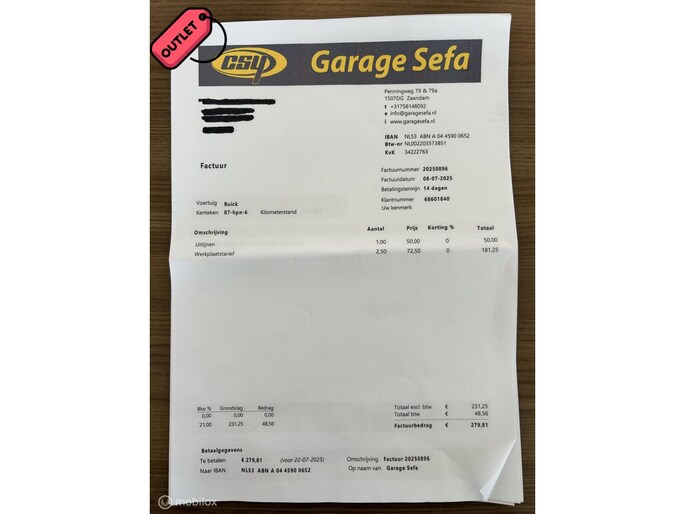 OUTLET
CSY Garage Sefa
Penningweg 79 & 79a
1507DG Zaandam
t +31756148092
e info@garagesefa.nl
i www.garagesefa.nl
IBAN NL53 ABN A 04 4590 0652
Btw-nr NL002203573B51
KvK 34222763
Factuur
Factuurnummer 20250896
Factuurdatum 08-07-2025
Betalingstermijn 14 dagen
Klantnummer 68601840
Uw kenmerk
Voertuig Buick
Kenteken 87-hpn-6 Kilometerstand
Omschrijving Aantal Prijs Korting % Totaal
Uitlijnen 1,00 50,00 0 50,00
Werkplaatstarief 2,50 72,50 0 181,25
Btw % Grondslag Bedrag
0,00 0,00 0,00
21,00 231,25 48,56
Totaal excl. btw € 231,25
Totaal btw € 48,56
Factuurbedrag € 279,81
Betaalgegevens
Te betalen € 279,81 (voor 22-07-2025) Omschrijving Factuur 20250896
Naar IBAN NL53 ABN A 04 4590 0652 Op naam van Garage Sefa
© mobilox